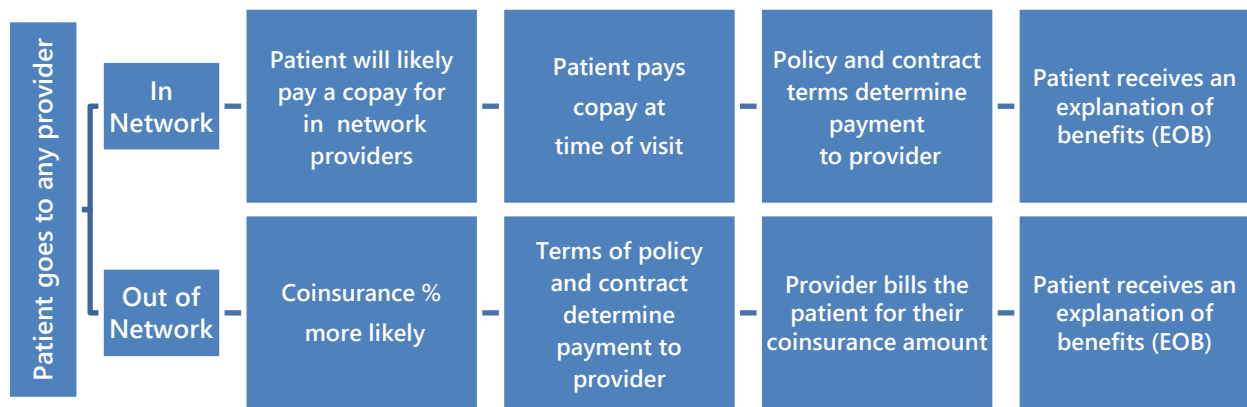 Patient goes to any provider
In
Network
Patient will likely
pay a copay for
in network
providers
Patient pays
copay at
time of visit
Policy and contract
terms determine
payment
to provider
Patient receives an
explanation of
benefits (EOB)
Out of
Network
Coinsurance %
more likely
Terms of policy
and contract
determine
payment to
provider
Provider bills the
patient for their
coinsurance amount
Patient receives an
explanation of
benefits (EOB)